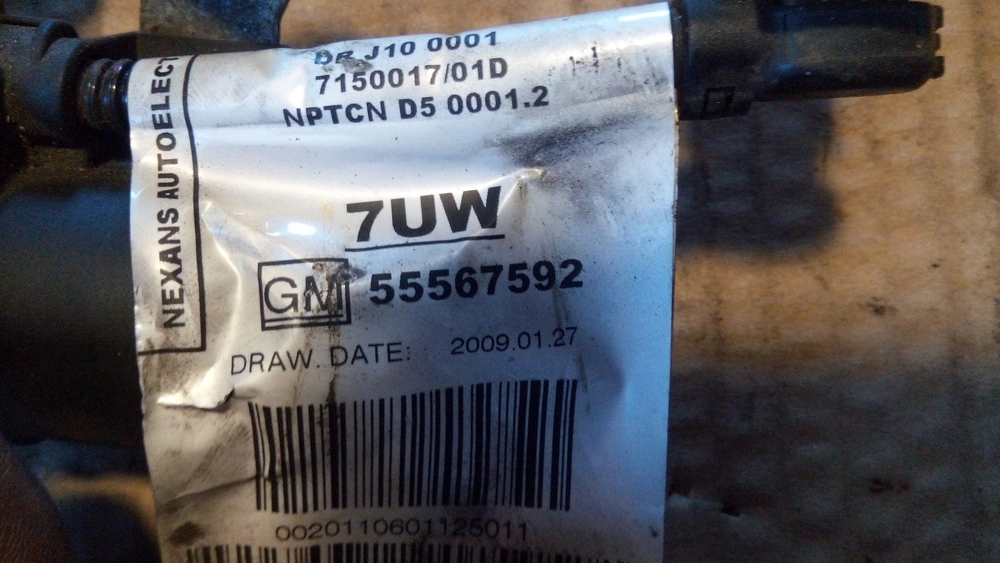 DR J10 0001
7150017/01D
NPTCN D5 0001.2
NEXANS AUTOELECT
7UW
GM 55567592
DRAW. DATE: 2009.01.27
0020110601125011